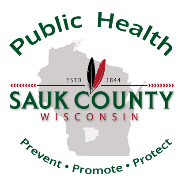 Public Health
ESTD 1844
SAUK COUNTY
WISCONSIN
Prevent • Promote • Protect